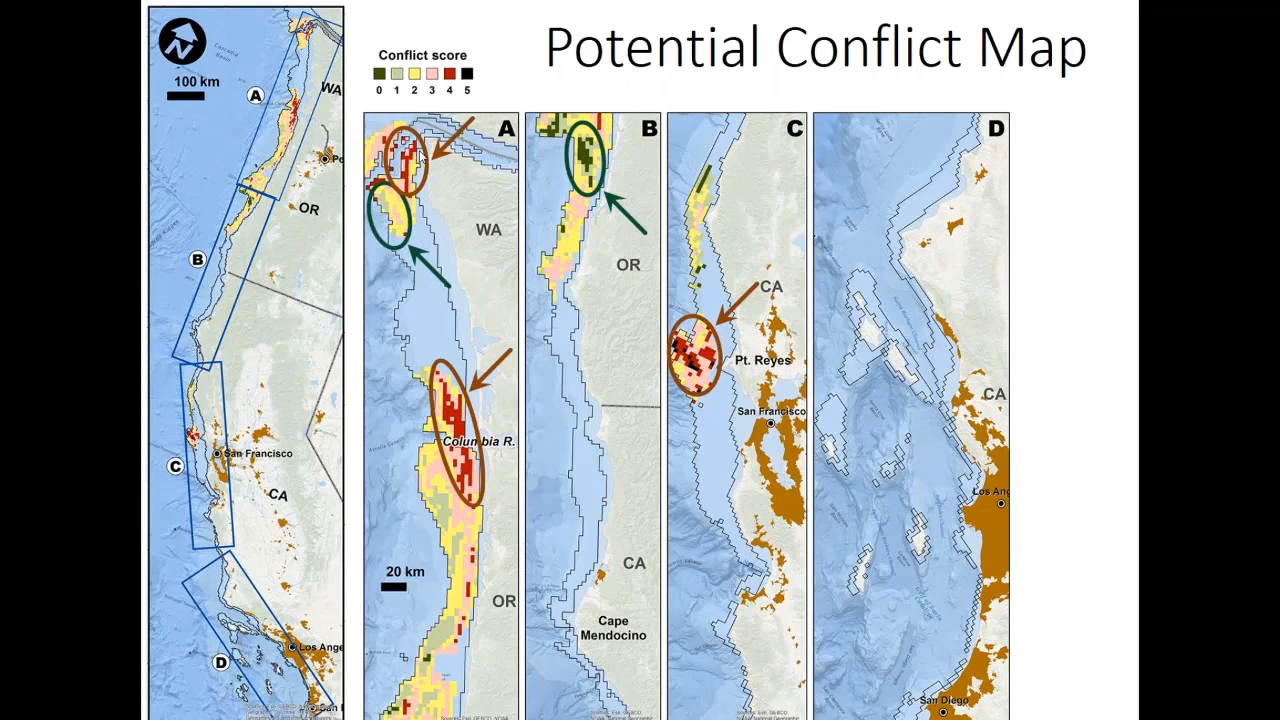 Potential Conflict Map
Conflict score
0 1 2 3 4 5
N
100 km
A
WA
OR
B
San Francisco
C
CA
D
Los Ange
A
WA
Columbia R.
20 km
OR
B
OR
CA
Cape
Mendocino
C
CA
Pt. Reyes
San Francisco
D
CA
Los Ang
San Diego